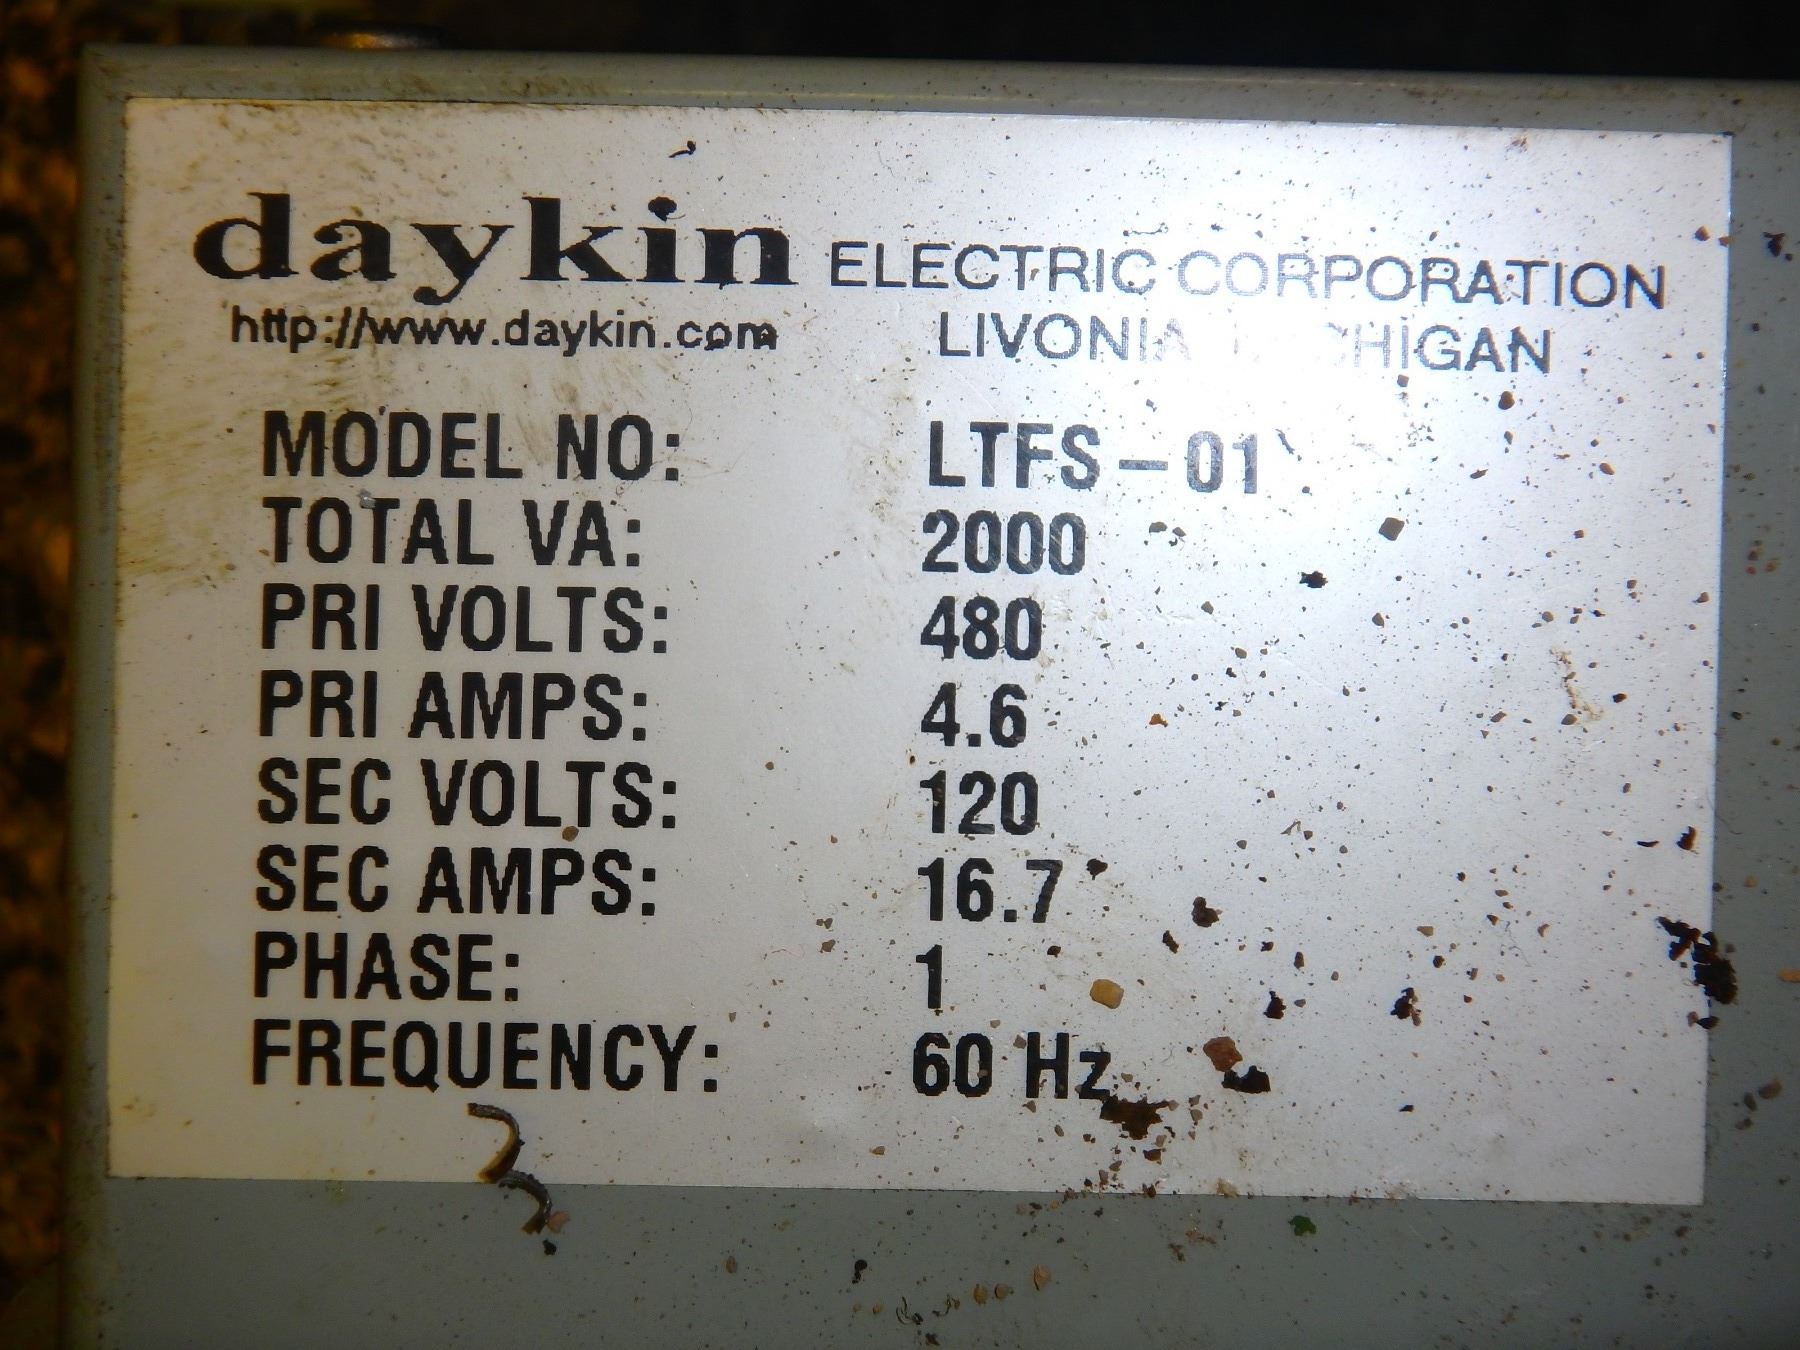 daykin ELECTRIC CORPORATION
http://www.daykin.com LIVONIA MICHIGAN
MODEL NO: LTFS-01
TOTAL VA: 2000
PRI VOLTS: 480
PRI AMPS: 4.6
SEC VOLTS: 120
SEC AMPS: 16.7
PHASE: 1
FREQUENCY: 60 Hz